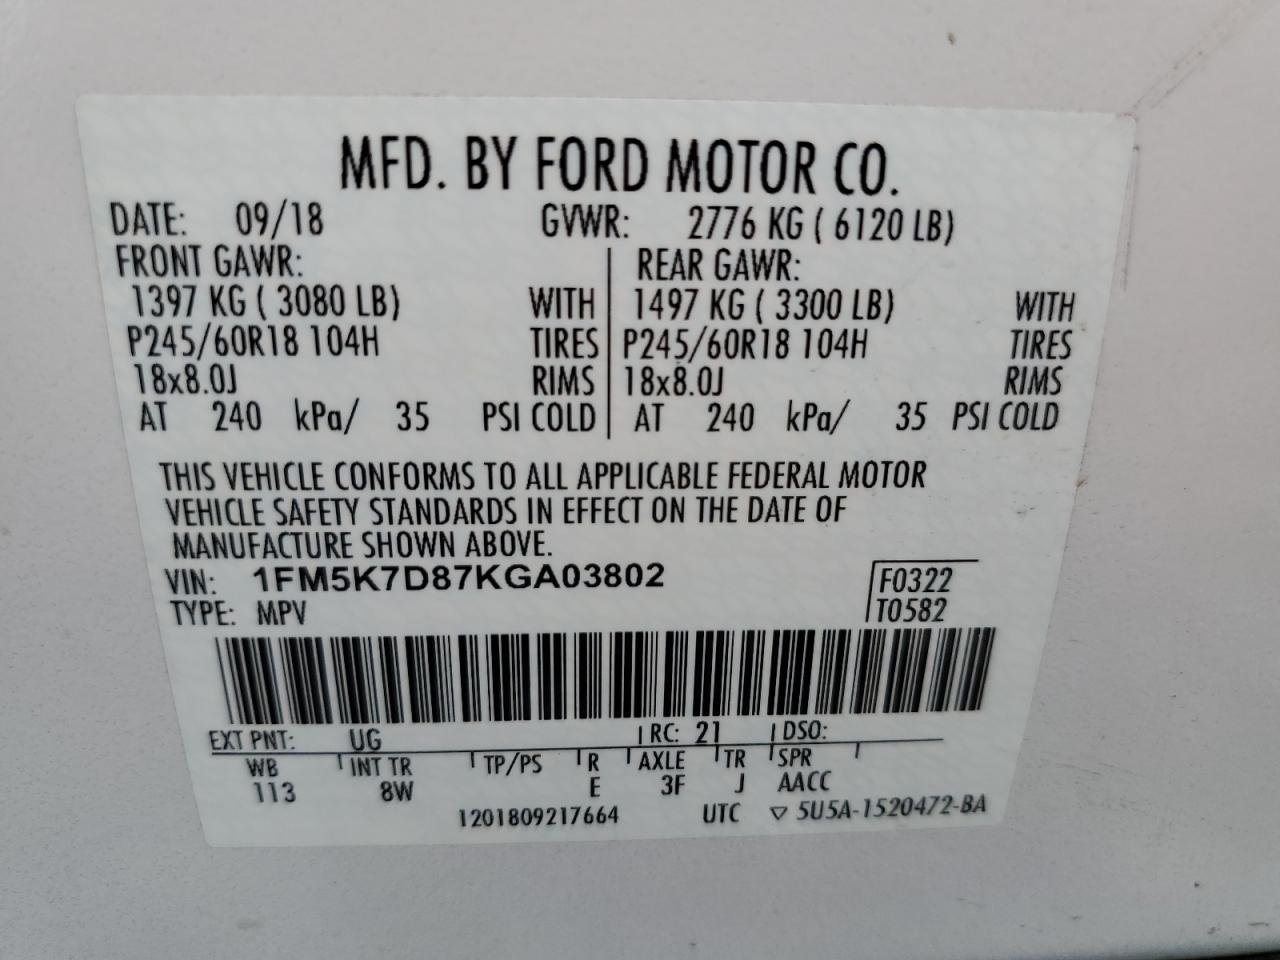 MFD. BY FORD MOTOR CO.
DATE: 09/18 GVWR: 2776 KG ( 6120 LB)
FRONT GAWR: REAR GAWR:
1397 KG ( 3080 LB) WITH 1497 KG ( 3300 LB) WITH
P245/60R18 104H TIRES P245/60R18 104H TIRES
18x8.0J RIMS 18x8.0J RIMS
AT 240 kPa/ 35 PSI COLD AT 240 kPa/ 35 PSI COLD
THIS VEHICLE CONFORMS TO ALL APPLICABLE FEDERAL MOTOR
VEHICLE SAFETY STANDARDS IN EFFECT ON THE DATE OF
MANUFACTURE SHOWN ABOVE.
VIN: 1FM5K7D87KGA03802 F0322
TYPE: MPV T0582
EXT PNT: UG RC: 21 DSO:
WB INT TR TP/PS R AXLE TR SPR
113 8W E 3F J AACC
1201809217664 UTC ▽ 5U5A-1520472-BA